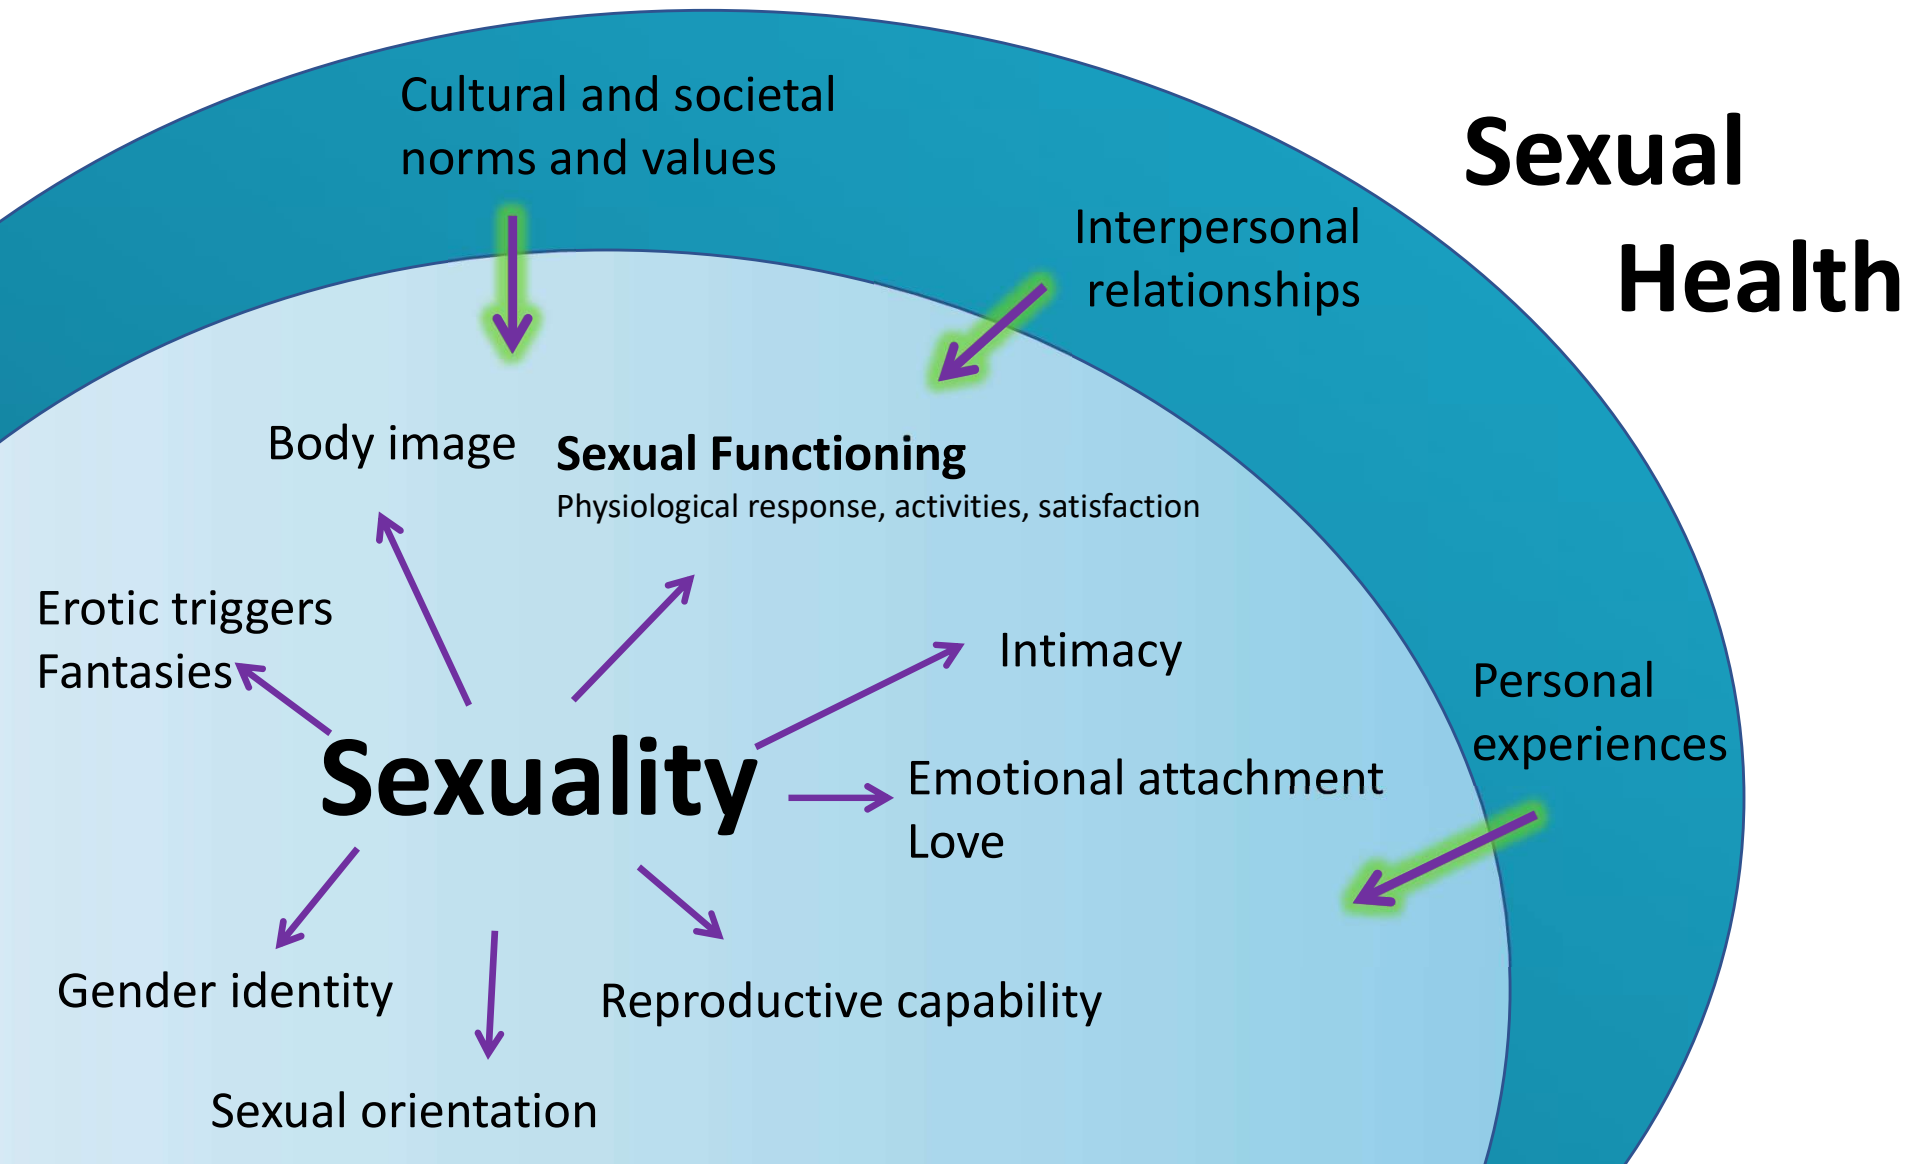 Sexual
Health
Cultural and societal
norms and values
Interpersonal
relationships
Body image
Sexual Functioning
Physiological response, activities, satisfaction
Erotic triggers
Fantasies
Intimacy
Personal
experiences
Sexuality
Emotional attachment
Love
Gender identity
Reproductive capability
Sexual orientation